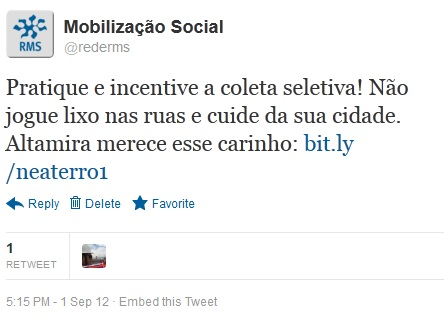 RMS
Mobilização Social
@rederms
Pratique e incentive a coleta seletiva! Não
jogue lixo nas ruas e cuide da sua cidade.
Altamira merece esse carinho: bit.ly
/neaterro1
Reply Delete Favorite
1
RETWEET
5:15 PM - 1 Sep 12 · Embed this Tweet